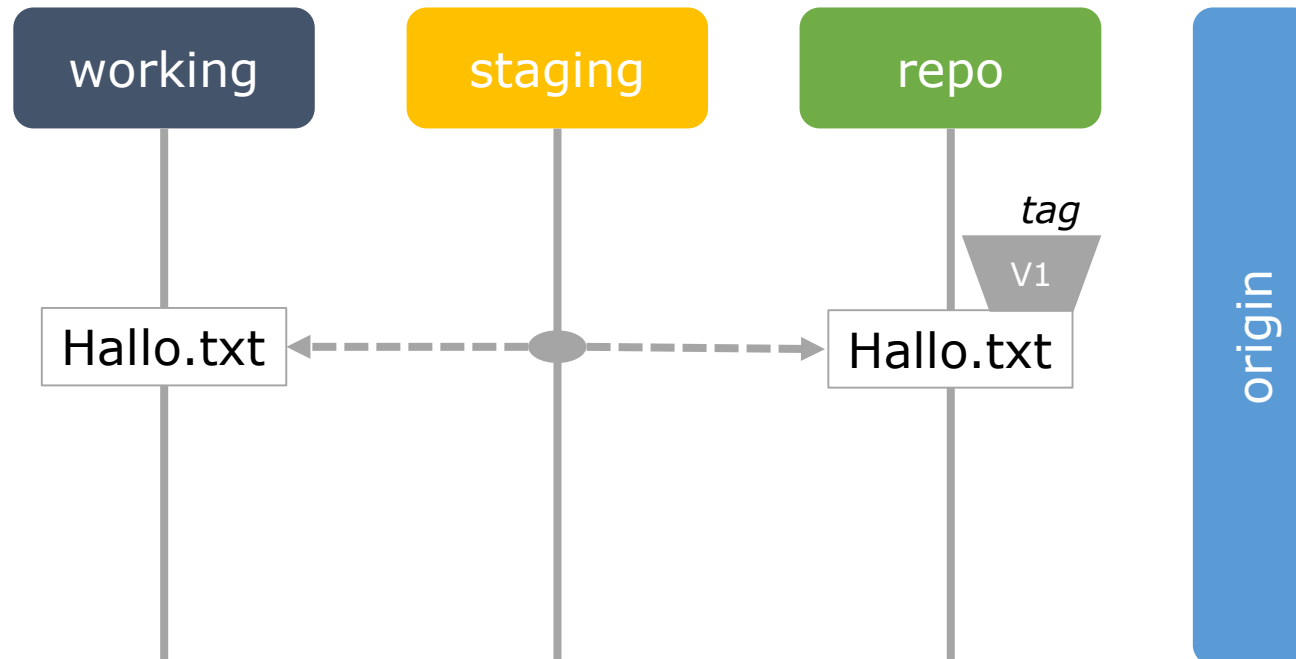 working
staging
repo
tag
V1
Hallo.txt
Hallo.txt
origin